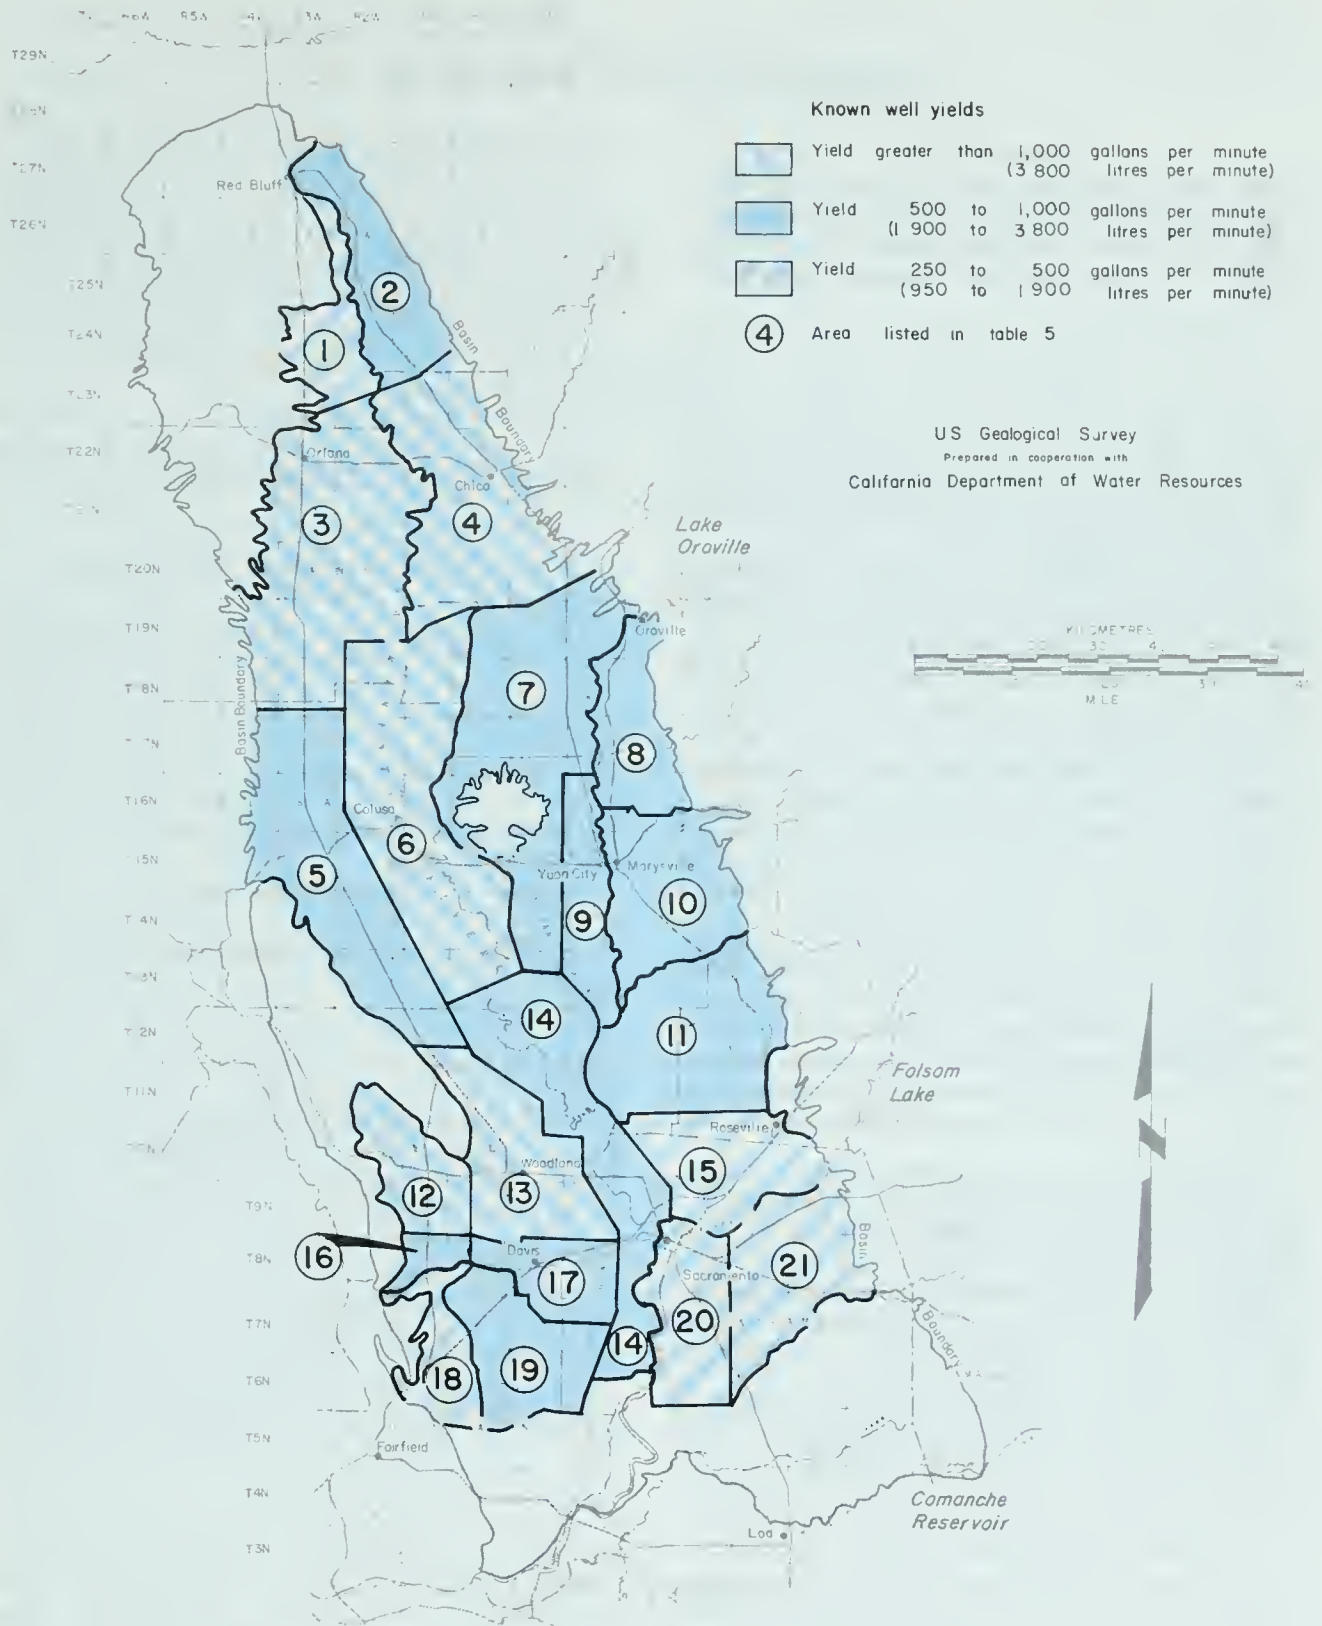 T29N
T26N
T22N
T20N
T19N
Known well yields
Yield greater than 1,000 gallons per minute
(3 800 litres per minute)
Yield 500 to 1,000 gallons per minute
(1 900 to 3 800 litres per minute)
Yield 250 to 500 gallons per minute
(950 to 1 900 litres per minute)
4 Area listed in table 5
US Geological Survey
Prepared in cooperation with
California Department of Water Resources
Red Bluff
2
Basin
Boundary
1
Orland
Chico
3
4
Lake
Oroville
Oroville
KILOMETRES
MILE
Basin Boundary
7
8
Colusa
6
Yuba City
Marysville
5
9
10
14
11
T11N
Folsom
Lake
Roseville
Woodland
15
12
13
T9N
16
T8N
Davis
17
Sacramento
21
Basin
Boundary
20
T7N
14
18
19
T6N
T5N
Fairfield
T4N
Comanche
Reservoir
T3N